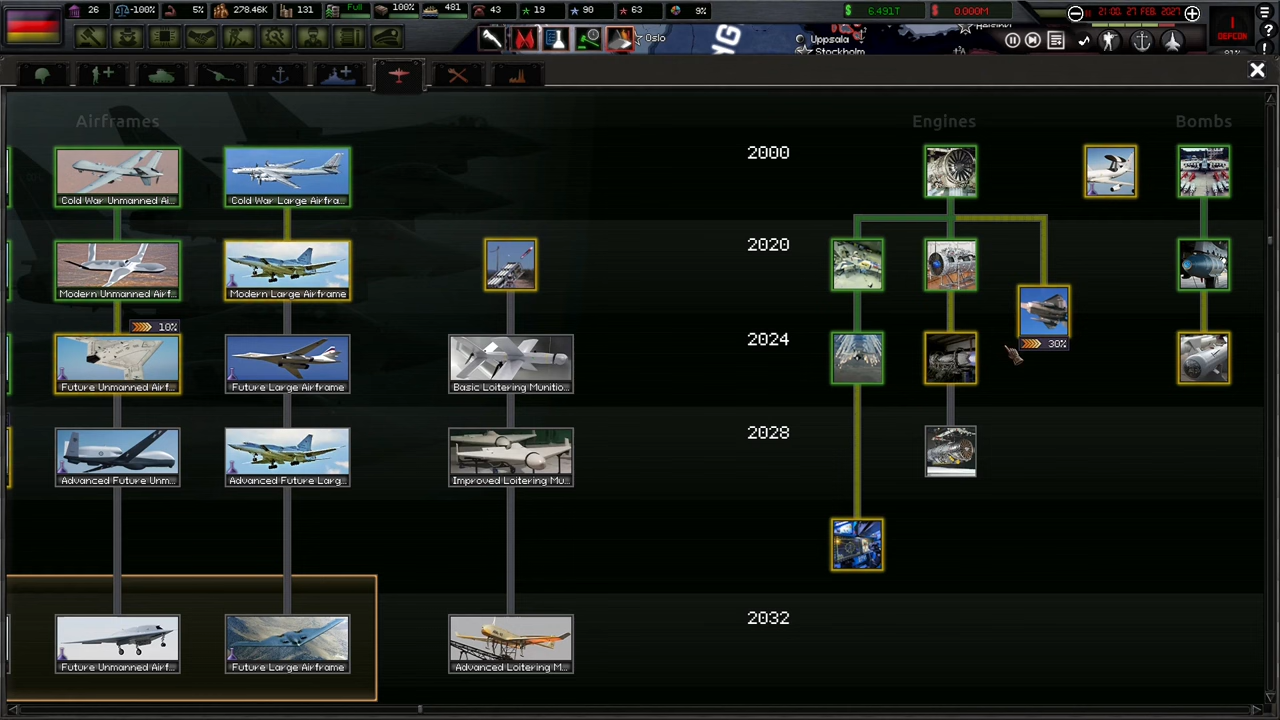 26 -100% 5% 278.46K 131 Full 100% 481 43 19 90 63 9% $ 6.491T $ 0.000M 21:00, 27 FEB, 2027
Oslo
Uppsala
Stockholm
DEFCON
Airframes Engines Bombs
2000
Cold War Unmanned Ai... Cold War Large Airfra...
2020
Modern Unmanned Airf... Modern Large Airframe
10%
2024
30%
Future Unmanned Airf... Future Large Airframe Basic Loitering Munitio...
2028
Advanced Future Unm... Advanced Future Larg... Improved Loitering Mu...
2032
Future Unmanned Airf... Future Large Airframe Advanced Loitering M...